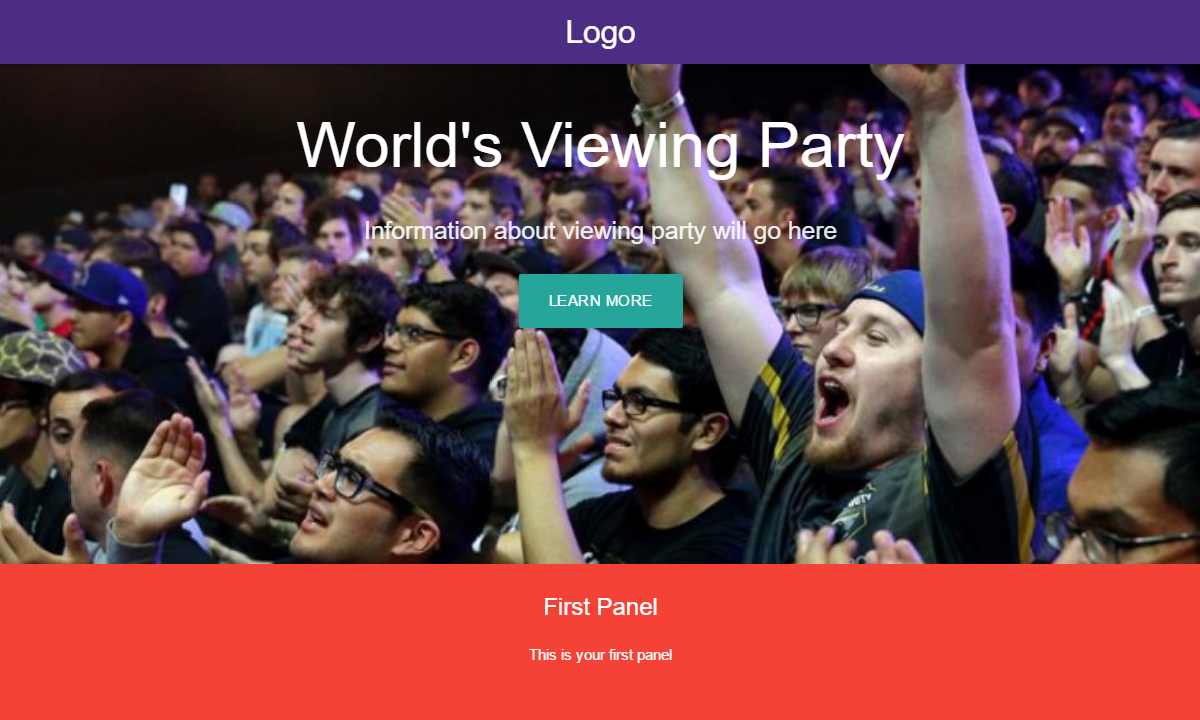 Logo
World's Viewing Party
Information about viewing party will go here
LEARN MORE
First Panel
This is your first panel